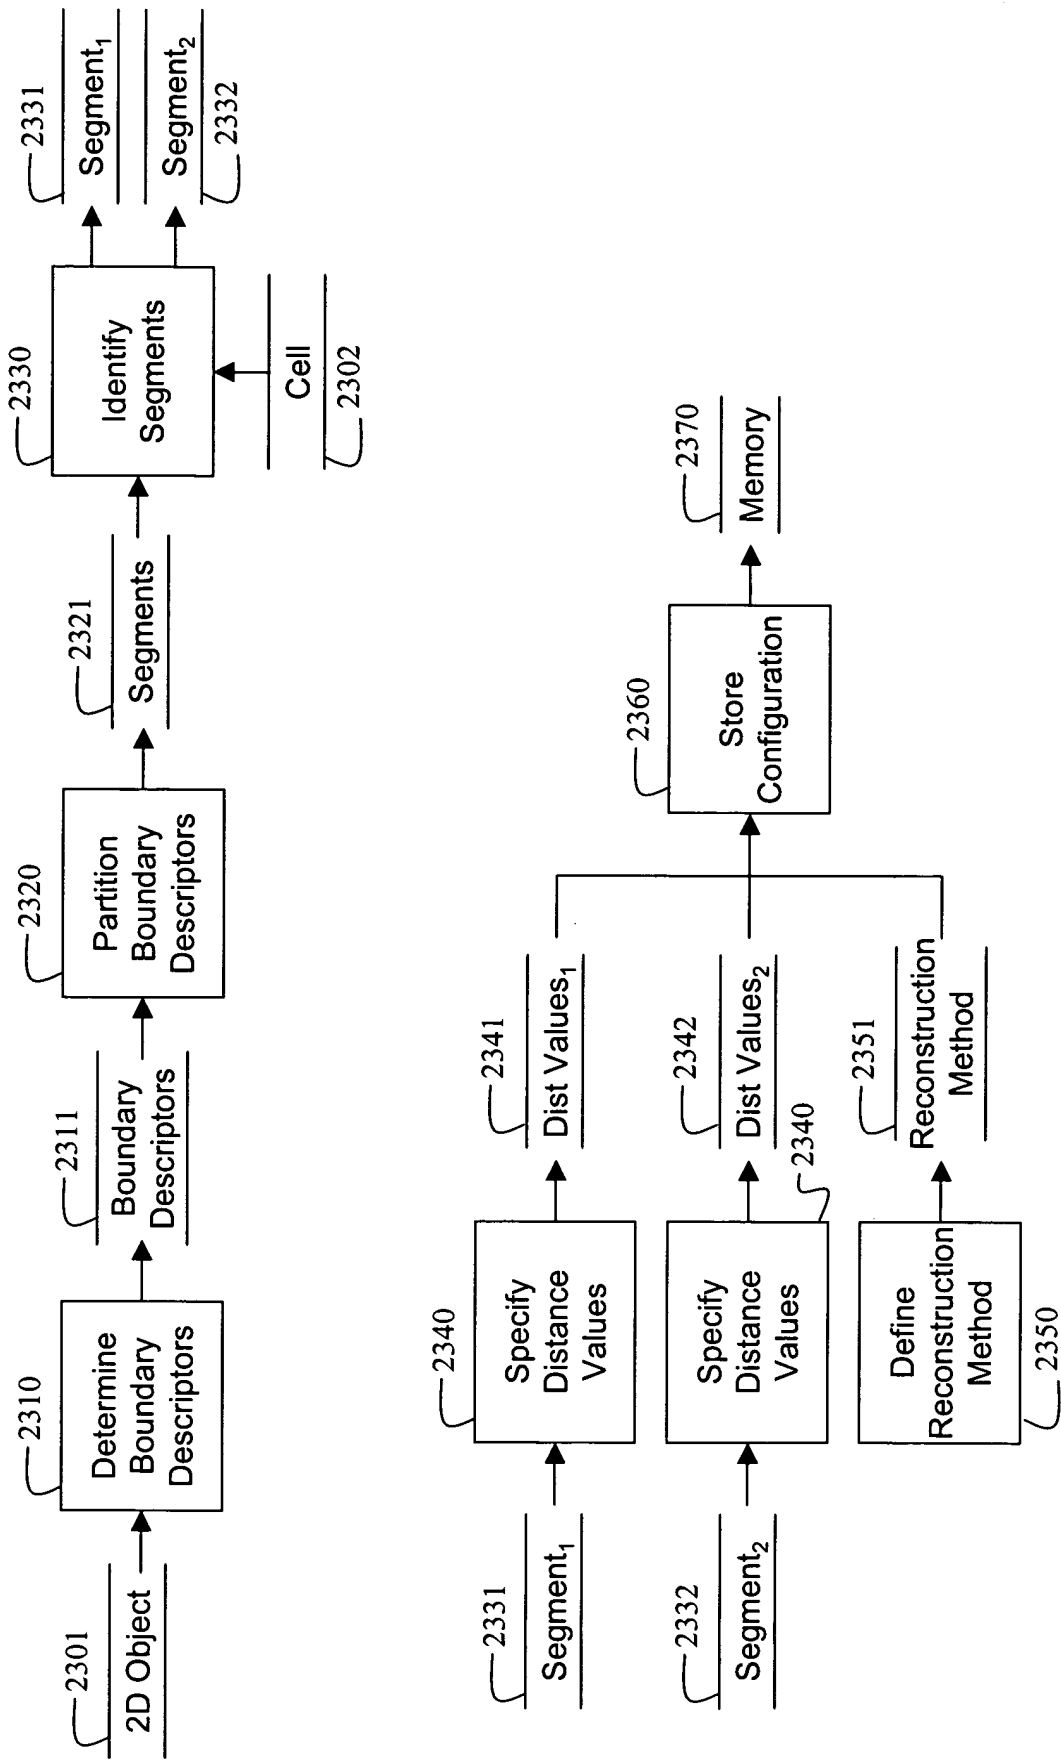 2301
2D Object
2310
Determine
Boundary
Descriptors
2311
Boundary
Descriptors
2320
Partition
Boundary
Descriptors
2321
Segments
2330
Identify
Segments
Cell
2302
2331
Segment₁
Segment₂
2332
2331
Segment₁
2340
Specify
Distance
Values
2341
Dist Values₁
2332
Segment₂
Specify
Distance
Values
2340
2342
Dist Values₂
Define
Reconstruction
Method
2350
2351
Reconstruction
Method
2360
Store
Configuration
2370
Memory